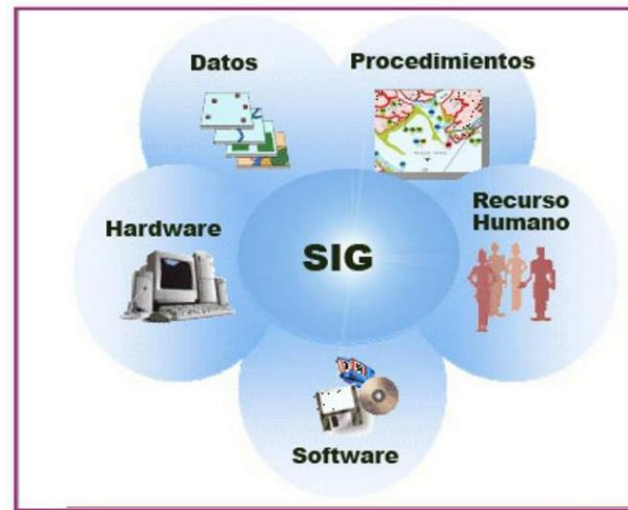 Datos
Procedimientos
Hardware
SIG
Recurso
Humano
Software